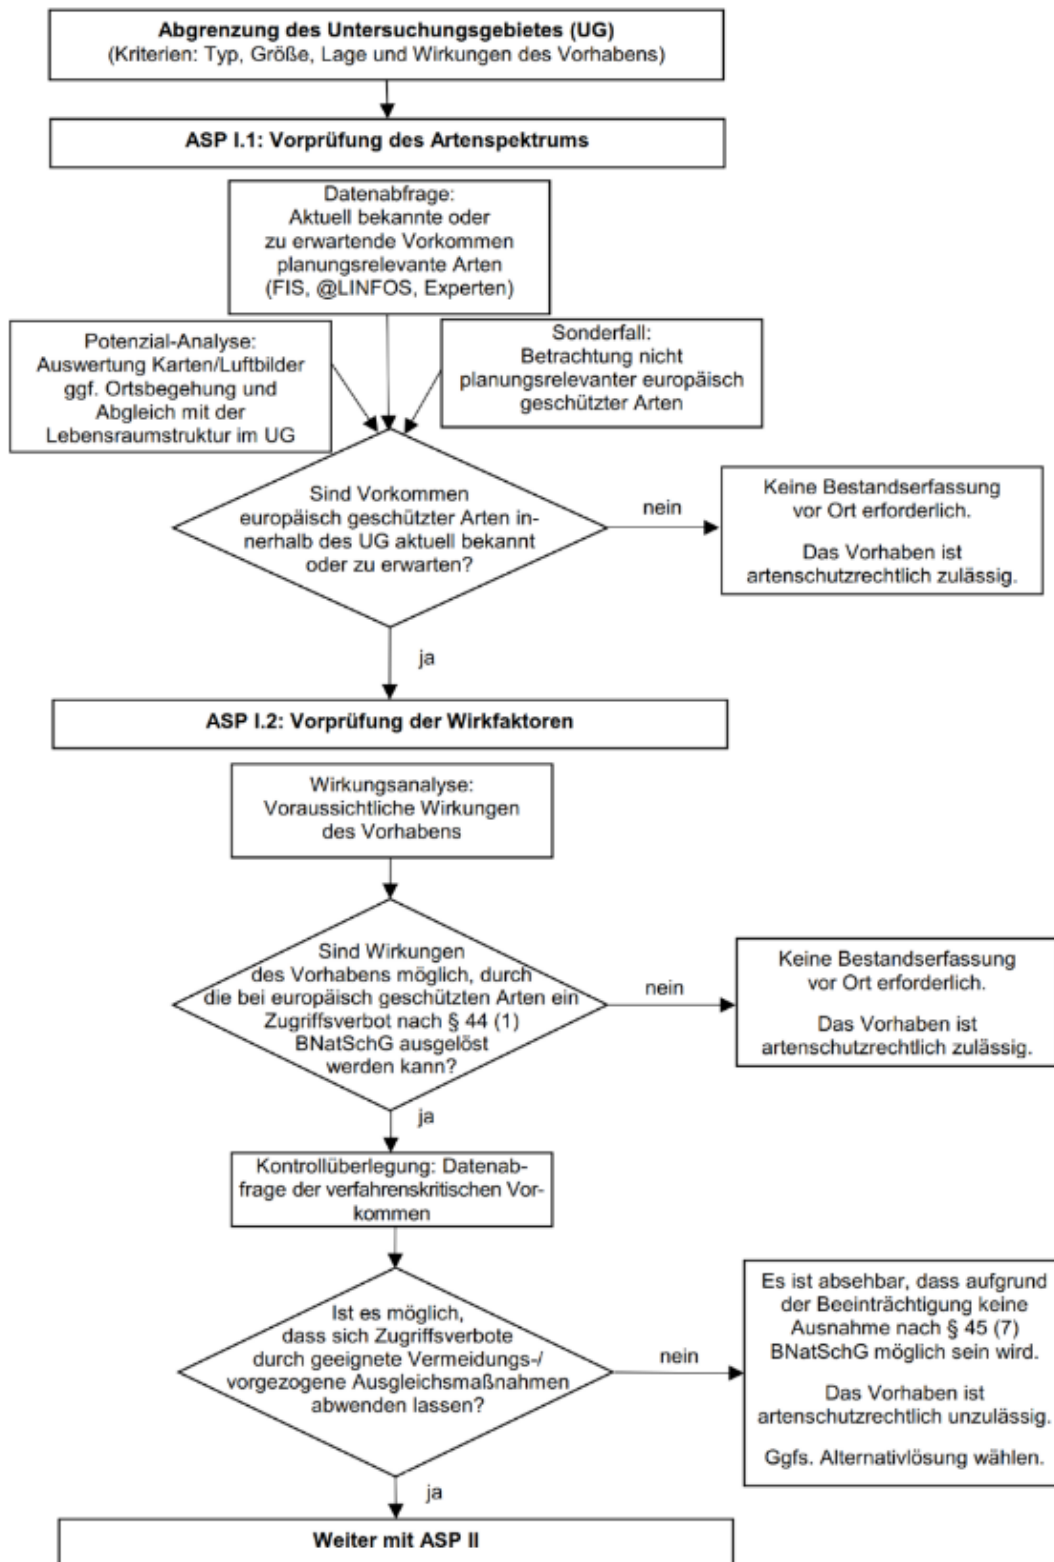 Abgrenzung des Untersuchungsgebietes (UG)
(Kriterien: Typ, Größe, Lage und Wirkungen des Vorhabens)
ASP I.1: Vorprüfung des Artenspektrums
Datenabfrage:
Aktuell bekannte oder
zu erwartende Vorkommen
planungsrelevante Arten
(FIS, @LINFOS, Experten)
Potenzial-Analyse:
Auswertung Karten/Luftbilder
ggf. Ortsbegehung und
Abgleich mit der
Lebensraumstruktur im UG
Sonderfall:
Betrachtung nicht
planungsrelevanter europäisch
geschützter Arten
Sind Vorkommen
europäisch geschützter Arten in-
nerhalb des UG aktuell bekannt
oder zu erwarten?
nein
Keine Bestandserfassung
vor Ort erforderlich.
Das Vorhaben ist
artenschutzrechtlich zulässig.
ja
ASP I.2: Vorprüfung der Wirkfaktoren
Wirkungsanalyse:
Voraussichtliche Wirkungen
des Vorhabens
Sind Wirkungen
des Vorhabens möglich, durch
die bei europäisch geschützten Arten ein
Zugriffsverbot nach § 44 (1)
BNatSchG ausgelöst
werden kann?
nein
Keine Bestandserfassung
vor Ort erforderlich.
Das Vorhaben ist
artenschutzrechtlich zulässig.
ja
Kontrollüberlegung: Datenab-
frage der verfahrenskritischen Vor-
kommen
Ist es möglich,
dass sich Zugriffsverbote
durch geeignete Vermeidungs-/
vorgezogene Ausgleichsmaßnahmen
abwenden lassen?
nein
Es ist absehbar, dass aufgrund
der Beeinträchtigung keine
Ausnahme nach § 45 (7)
BNatSchG möglich sein wird.
Das Vorhaben ist
artenschutzrechtlich unzulässig.
Ggfs. Alternativlösung wählen.
ja
Weiter mit ASP II